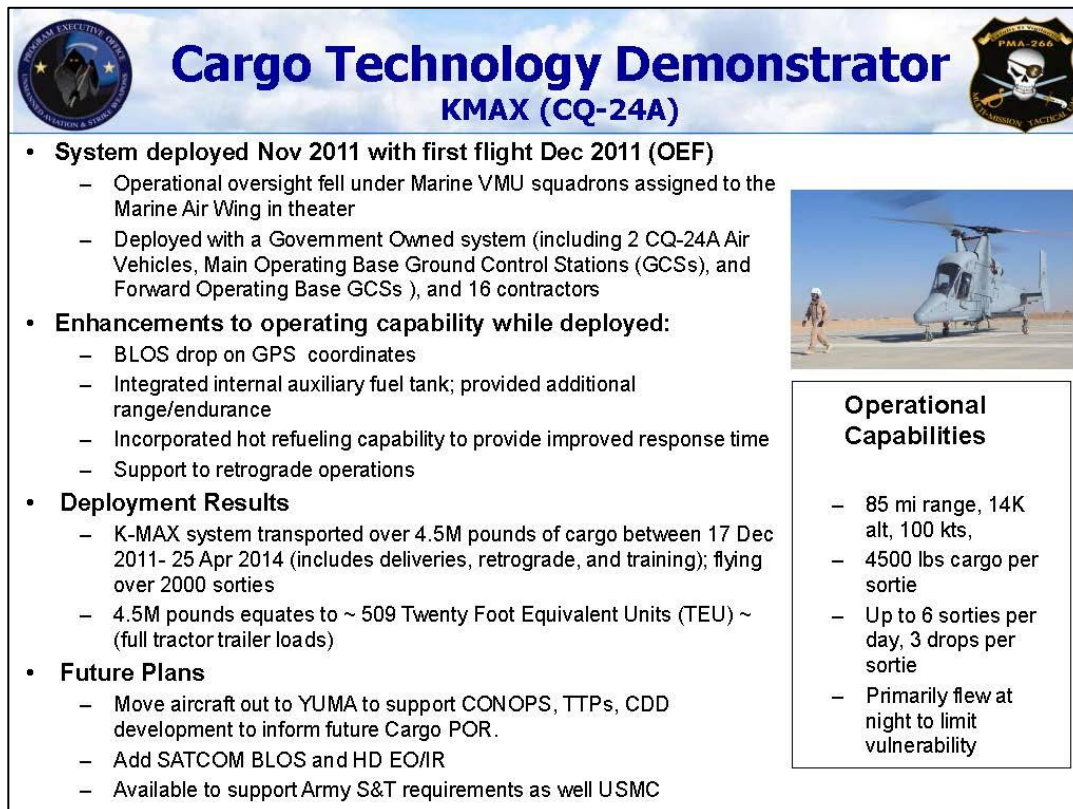 Cargo Technology Demonstrator
KMAX (CQ-24A)
PROGRAM EXECUTIVE OFFICE
UNMANNED AVIATION & STRIKE WEAPONS
PMA-266
• System deployed Nov 2011 with first flight Dec 2011 (OEF)
– Operational oversight fell under Marine VMU squadrons assigned to the
Marine Air Wing in theater
– Deployed with a Government Owned system (including 2 CQ-24A Air
Vehicles, Main Operating Base Ground Control Stations (GCSs), and
Forward Operating Base GCSs ), and 16 contractors
• Enhancements to operating capability while deployed:
– BLOS drop on GPS coordinates
– Integrated internal auxiliary fuel tank; provided additional
range/endurance
– Incorporated hot refueling capability to provide improved response time
– Support to retrograde operations
• Deployment Results
– K-MAX system transported over 4.5M pounds of cargo between 17 Dec
2011- 25 Apr 2014 (includes deliveries, retrograde, and training); flying
over 2000 sorties
– 4.5M pounds equates to ~ 509 Twenty Foot Equivalent Units (TEU) ~
(full tractor trailer loads)
• Future Plans
– Move aircraft out to YUMA to support CONOPS, TTPs, CDD
development to inform future Cargo POR.
– Add SATCOM BLOS and HD EO/IR
– Available to support Army S&T requirements as well USMC
Operational
Capabilities
– 85 mi range, 14K
alt, 100 kts,
– 4500 lbs cargo per
sortie
– Up to 6 sorties per
day, 3 drops per
sortie
– Primarily flew at
night to limit
vulnerability